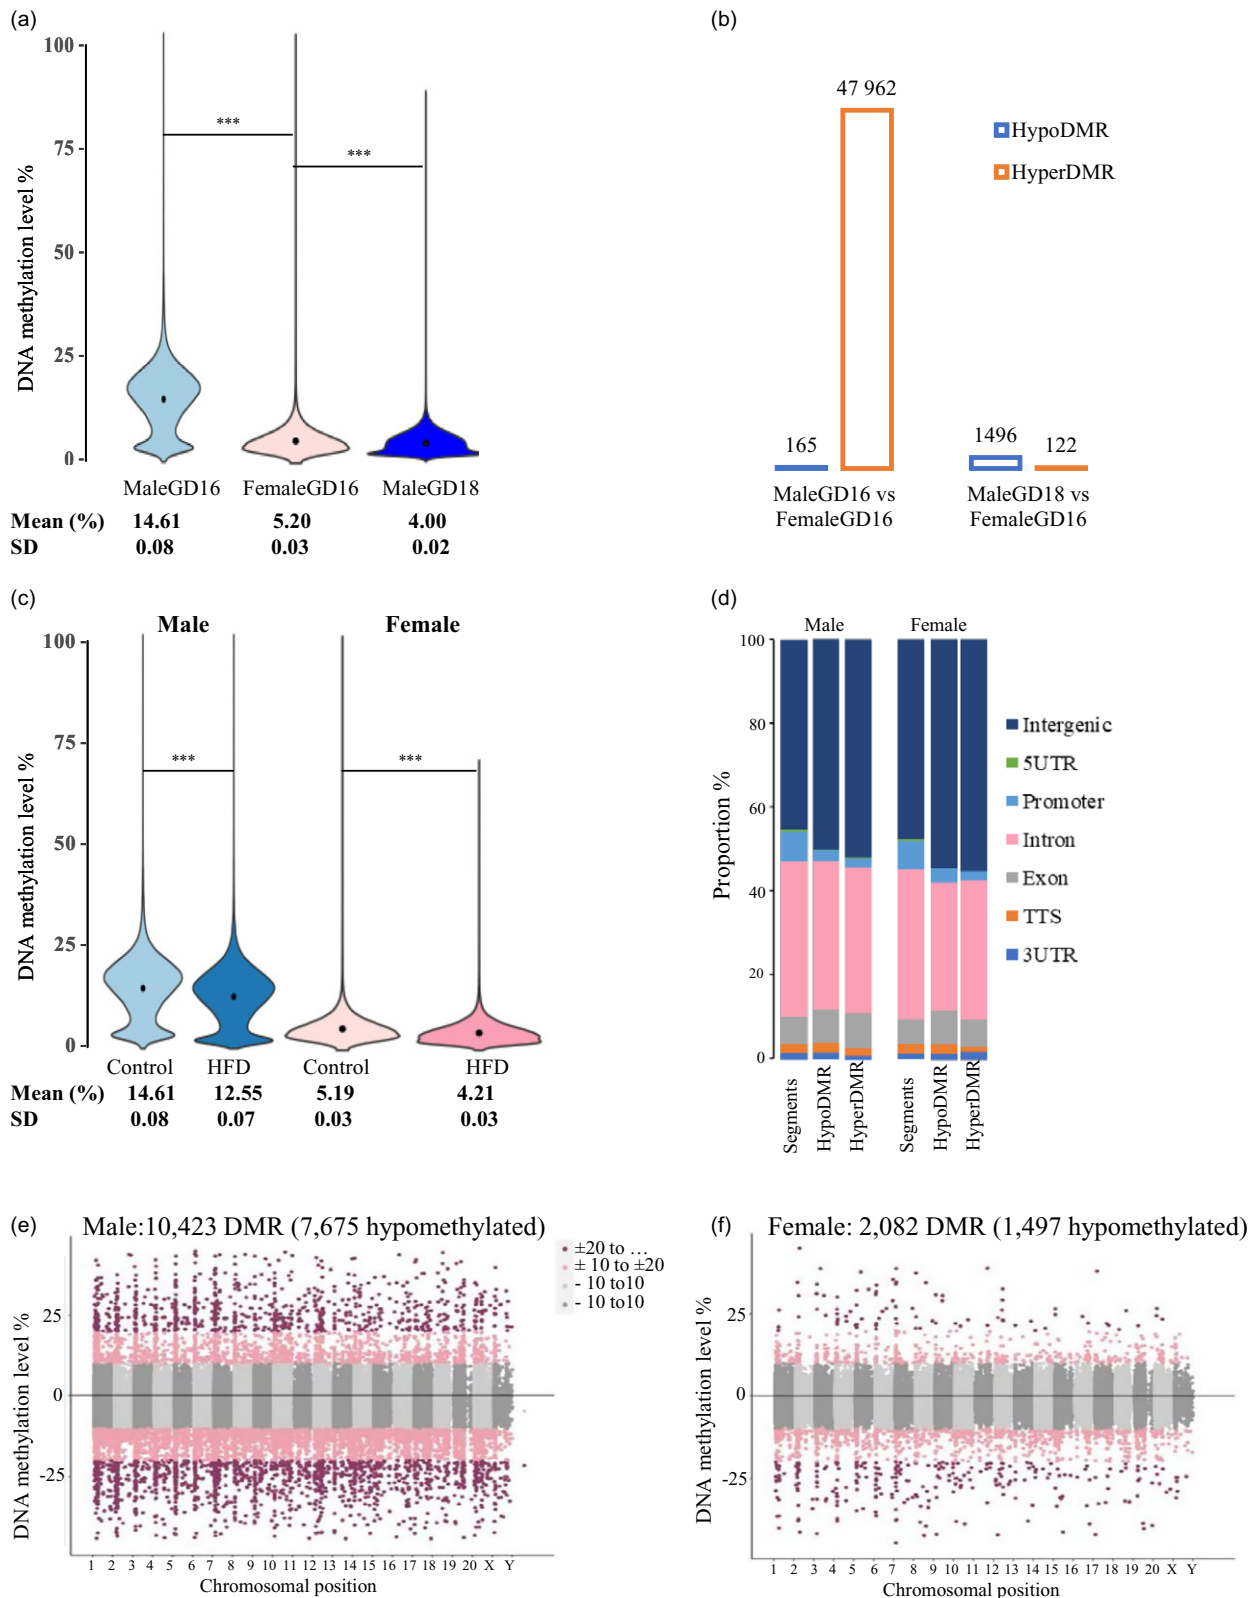 (a)
100
75
50
25
0
DNA methylation level %
***
***
MaleGD16 FemaleGD16 MaleGD18
Mean (%) 14.61 5.20 4.00
SD 0.08 0.03 0.02
(b)
47 962
HypoDMR
HyperDMR
165
1496
122
MaleGD16 vs
FemaleGD16
MaleGD18 vs
FemaleGD16
(c)
Male Female
100
75
50
25
0
DNA methylation level %
***
***
Control HFD Control HFD
Mean (%) 14.61 12.55 5.19 4.21
SD 0.08 0.07 0.03 0.03
(d)
Male Female
100
80
60
40
20
0
Proportion %
Segments
HypoDMR
HyperDMR
Segments
HypoDMR
HyperDMR
Intergenic
5UTR
Promoter
Intron
Exon
TTS
3UTR
(e)
Male:10,423 DMR (7,675 hypomethylated)
±20 to ...
± 10 to ±20
- 10 to10
- 10 to10
25
0
-25
DNA methylation level %
1 2 3 4 5 6 7 8 9 10 11 12 13 14 15 16 17 18 19 20 X Y
Chromosomal position
(f)
Female: 2,082 DMR (1,497 hypomethylated)
25
0
-25
DNA methylation level %
1 2 3 4 5 6 7 8 9 10 11 12 13 14 15 16 17 18 19 20 X Y
Chromosomal position